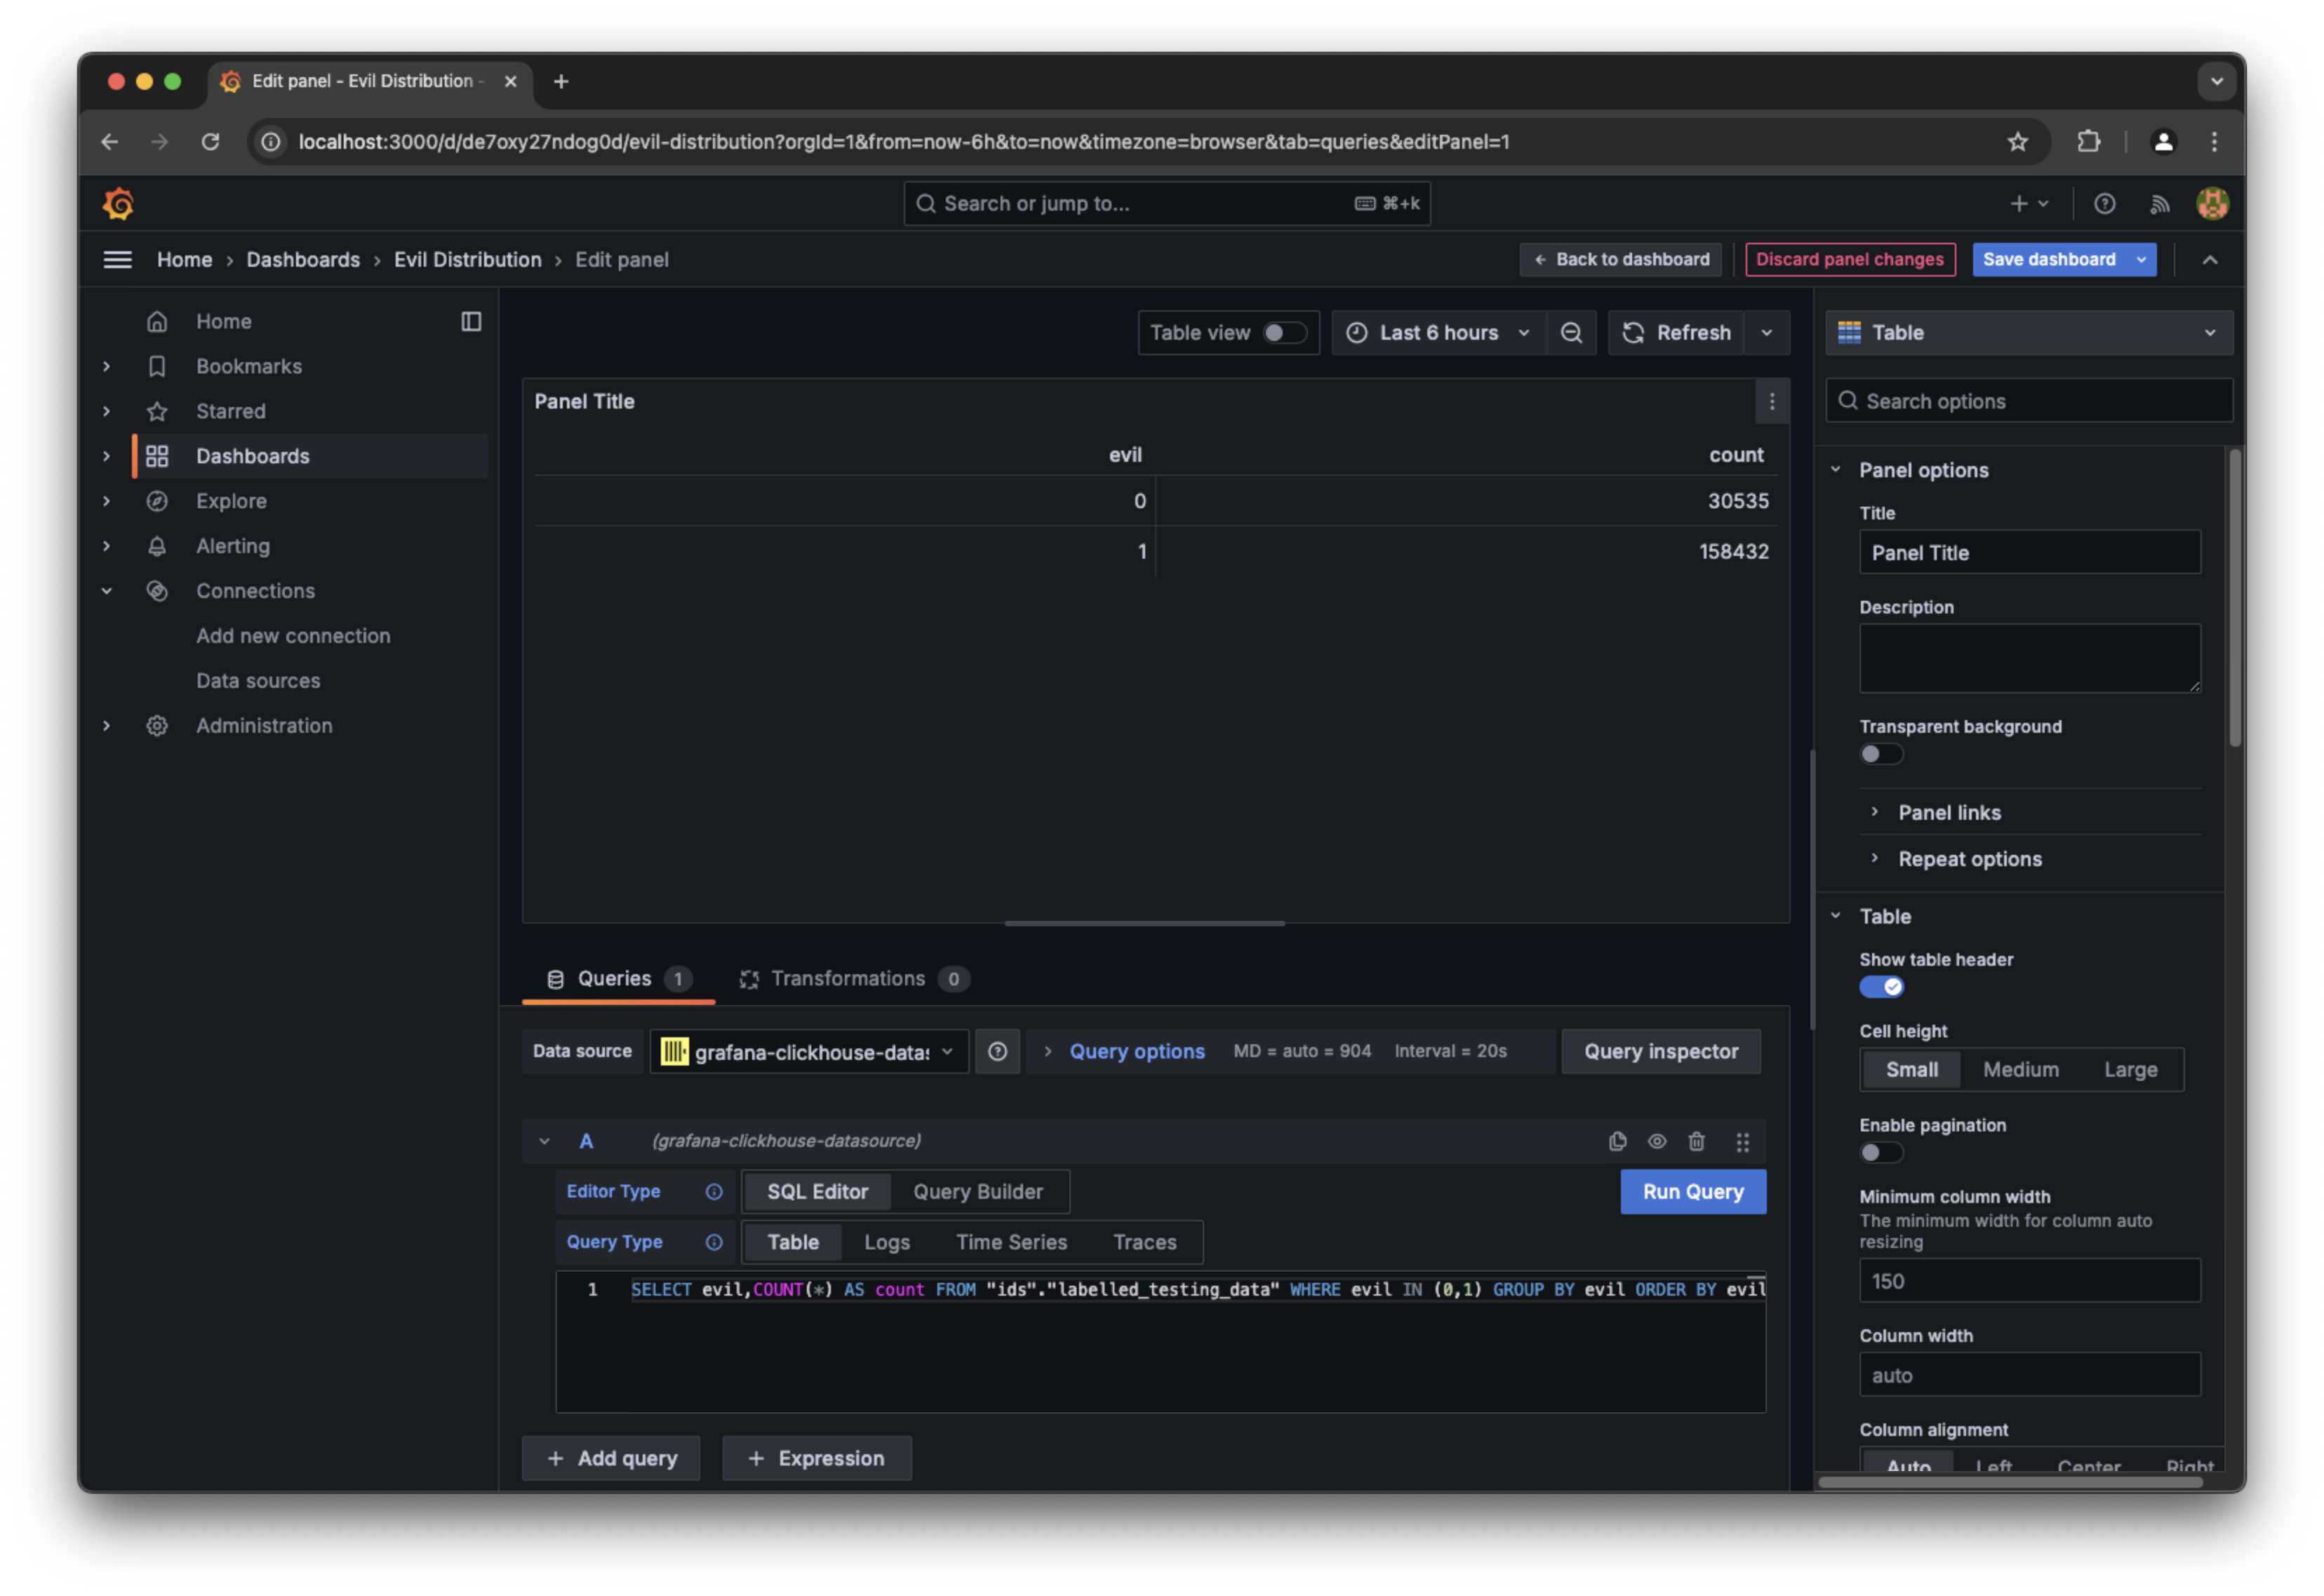 Edit panel - Evil Distribution -
localhost:3000/d/de7oxy27ndog0d/evil-distribution?orgId=1&from=now-6h&to=now&timezone=browser&tab=queries&editPanel=1
Search or jump to... ⌘+k
Home › Dashboards › Evil Distribution › Edit panel
Back to dashboard
Discard panel changes
Save dashboard
Home
Bookmarks
Starred
Dashboards
Explore
Alerting
Connections
Add new connection
Data sources
Administration
Table view
Last 6 hours
Refresh
Panel Title
evil count
0 30535
1 158432
Queries 1
Transformations 0
Data source
grafana-clickhouse-datas
Query options MD = auto = 904 Interval = 20s
Query inspector
A (grafana-clickhouse-datasource)
Editor Type
SQL Editor Query Builder
Run Query
Query Type
Table Logs Time Series Traces
1 SELECT evil,COUNT(*) AS count FROM "ids"."labelled_testing_data" WHERE evil IN (0,1) GROUP BY evil ORDER BY evil
+ Add query
+ Expression
Table
Search options
Panel options
Title
Panel Title
Description
Transparent background
Panel links
Repeat options
Table
Show table header
Cell height
Small Medium Large
Enable pagination
Minimum column width
The minimum width for column auto
resizing
150
Column width
auto
Column alignment
Auto Left Center Right